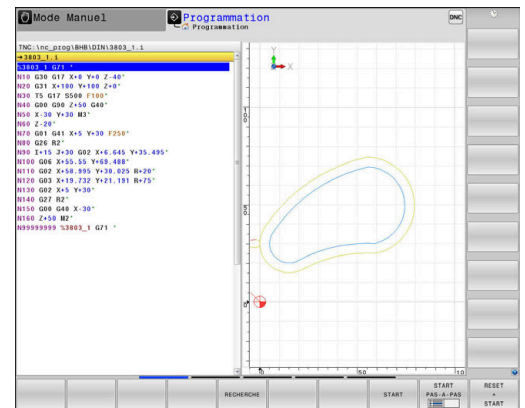 Mode Manuel
Programmation
Programmation
DNC
TNC:\nc_prog\BHB\DIN\3803_1.i
→3803_1.i
%3803_1 G71 *
N10 G30 G17 X+0 Y+0 Z-40*
N20 G31 X+100 Y+100 Z+0*
N30 T5 G17 S500 F100*
N40 G00 G90 Z+50 G40*
N50 X-30 Y+30 M3*
N60 Z-20*
N70 G01 G41 X+5 Y+30 F250*
N80 G26 R2*
N90 I+15 J+30 G02 X+6.645 Y+35.495*
N100 G06 X+55.55 Y+69.488*
N110 G02 X+58.995 Y+30.025 R+20*
N120 G03 X+19.732 Y+21.191 R+75*
N130 G02 X+5 Y+30*
N140 G27 R2*
N150 G00 G40 X-30*
N160 Z+50 M2*
N99999999 %3803_1 G71 *
Y
X
100
50
0
0
50
10
RECHERCHE
START
START
PAS-A-PAS
RESET
+
START